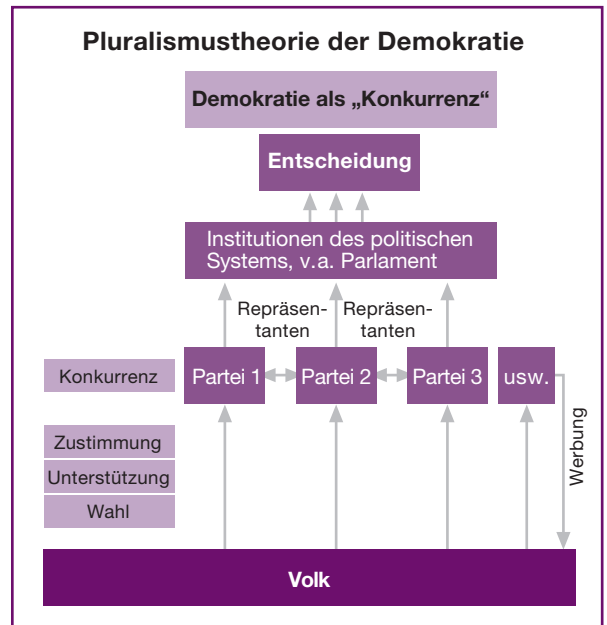 Pluralismustheorie der Demokratie
Demokratie als „Konkurrenz“
Entscheidung
Institutionen des politischen
Systems, v.a. Parlament
Repräsen-
tanten
Repräsen-
tanten
Konkurrenz
Partei 1
Partei 2
Partei 3
usw.
Zustimmung
Unterstützung
Wahl
Werbung
Volk